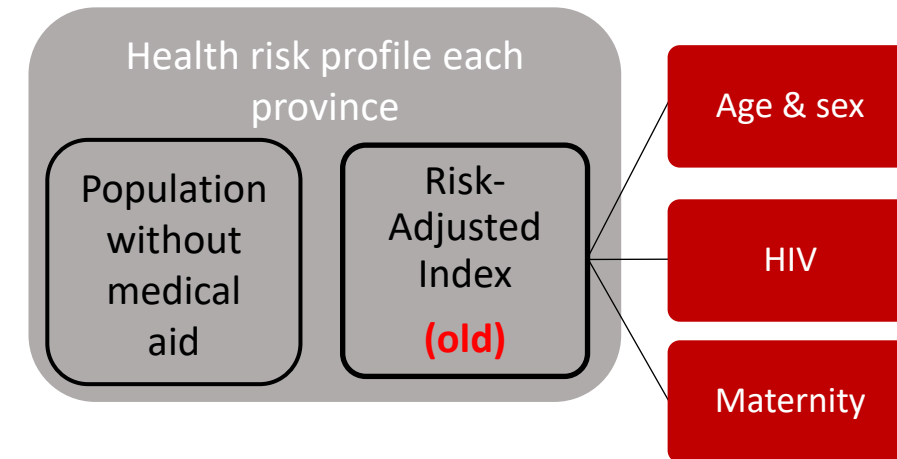 Health risk profile each
province
Population
without
medical
aid
Risk-
Adjusted
Index
(old)
Age & sex
HIV
Maternity